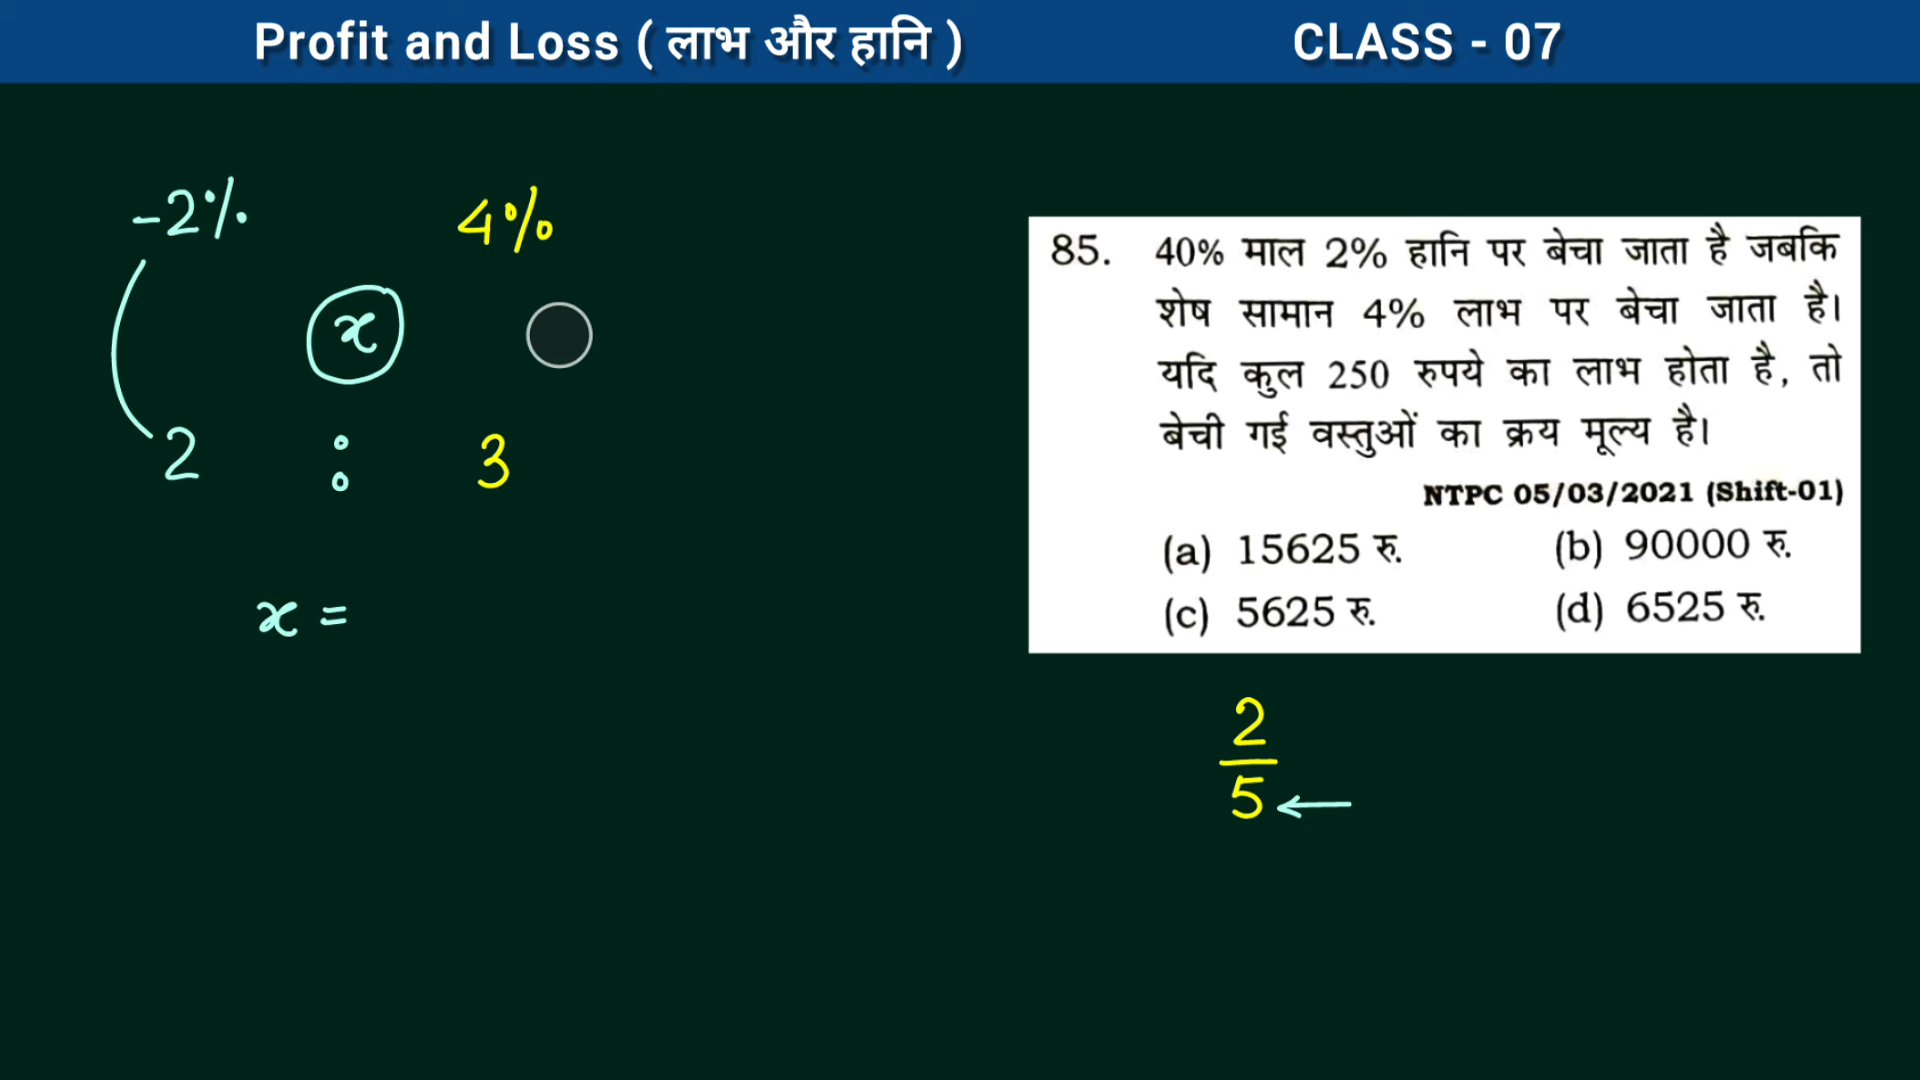 Profit and Loss ( लाभ और हानि ) CLASS - 07
-2% 4%
x
2 : 3
x =
85. 40% माल 2% हानि पर बेचा जाता है जबकि
शेष सामान 4% लाभ पर बेचा जाता है।
यदि कुल 250 रुपये का लाभ होता है, तो
बेची गई वस्तुओं का क्रय मूल्य है।
NTPC 05/03/2021 (Shift-01)
(a) 15625 रु. (b) 90000 रु.
(c) 5625 रु. (d) 6525 रु.
2
5 ←